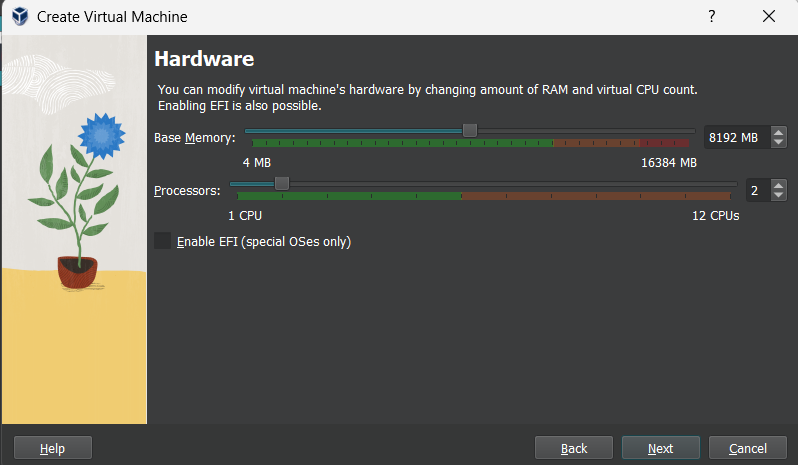 Create Virtual Machine
?
Hardware
You can modify virtual machine's hardware by changing amount of RAM and virtual CPU count.
Enabling EFI is also possible.
Base Memory: 8192 MB
4 MB 16384 MB
Processors: 2
1 CPU 12 CPUs
Enable EFI (special OSes only)
Help Back Next Cancel